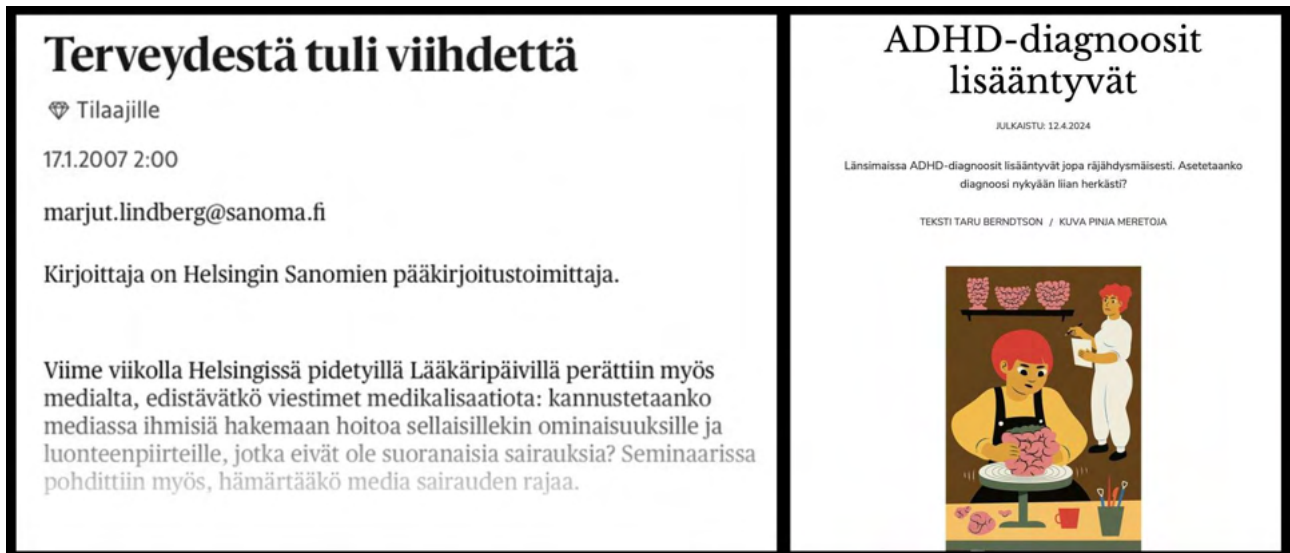 Terveydestä tuli viihdettä
Tilaajille
17.1.2007 2:00
marjut.lindberg@sanoma.fi
Kirjoittaja on Helsingin Sanomien pääkirjoitustoimittaja.
Viime viikolla Helsingissä pidetyillä Lääkäripäivillä perättiin myös
medialta, edistävätkö viestimet medikalisaatiota: kannustetaanko
mediassa ihmisiä hakemaan hoitoa sellaisillekin ominaisuuksille ja
luonteenpiirteille, jotka eivät ole suoranaisia sairauksia? Seminaarissa
pohdittiin myös, hämärtääkö media sairauden rajaa.
ADHD-diagnoosit
lisääntyvät
JULKAISTU: 12.4.2024
Länsimaissa ADHD-diagnoosit lisääntyvät jopa räjähdysmäisesti. Asetetaanko
diagnoosi nykyään liian herkästi?
TEKSTI TARU BERNDTSON / KUVA PINJA MERETOJA